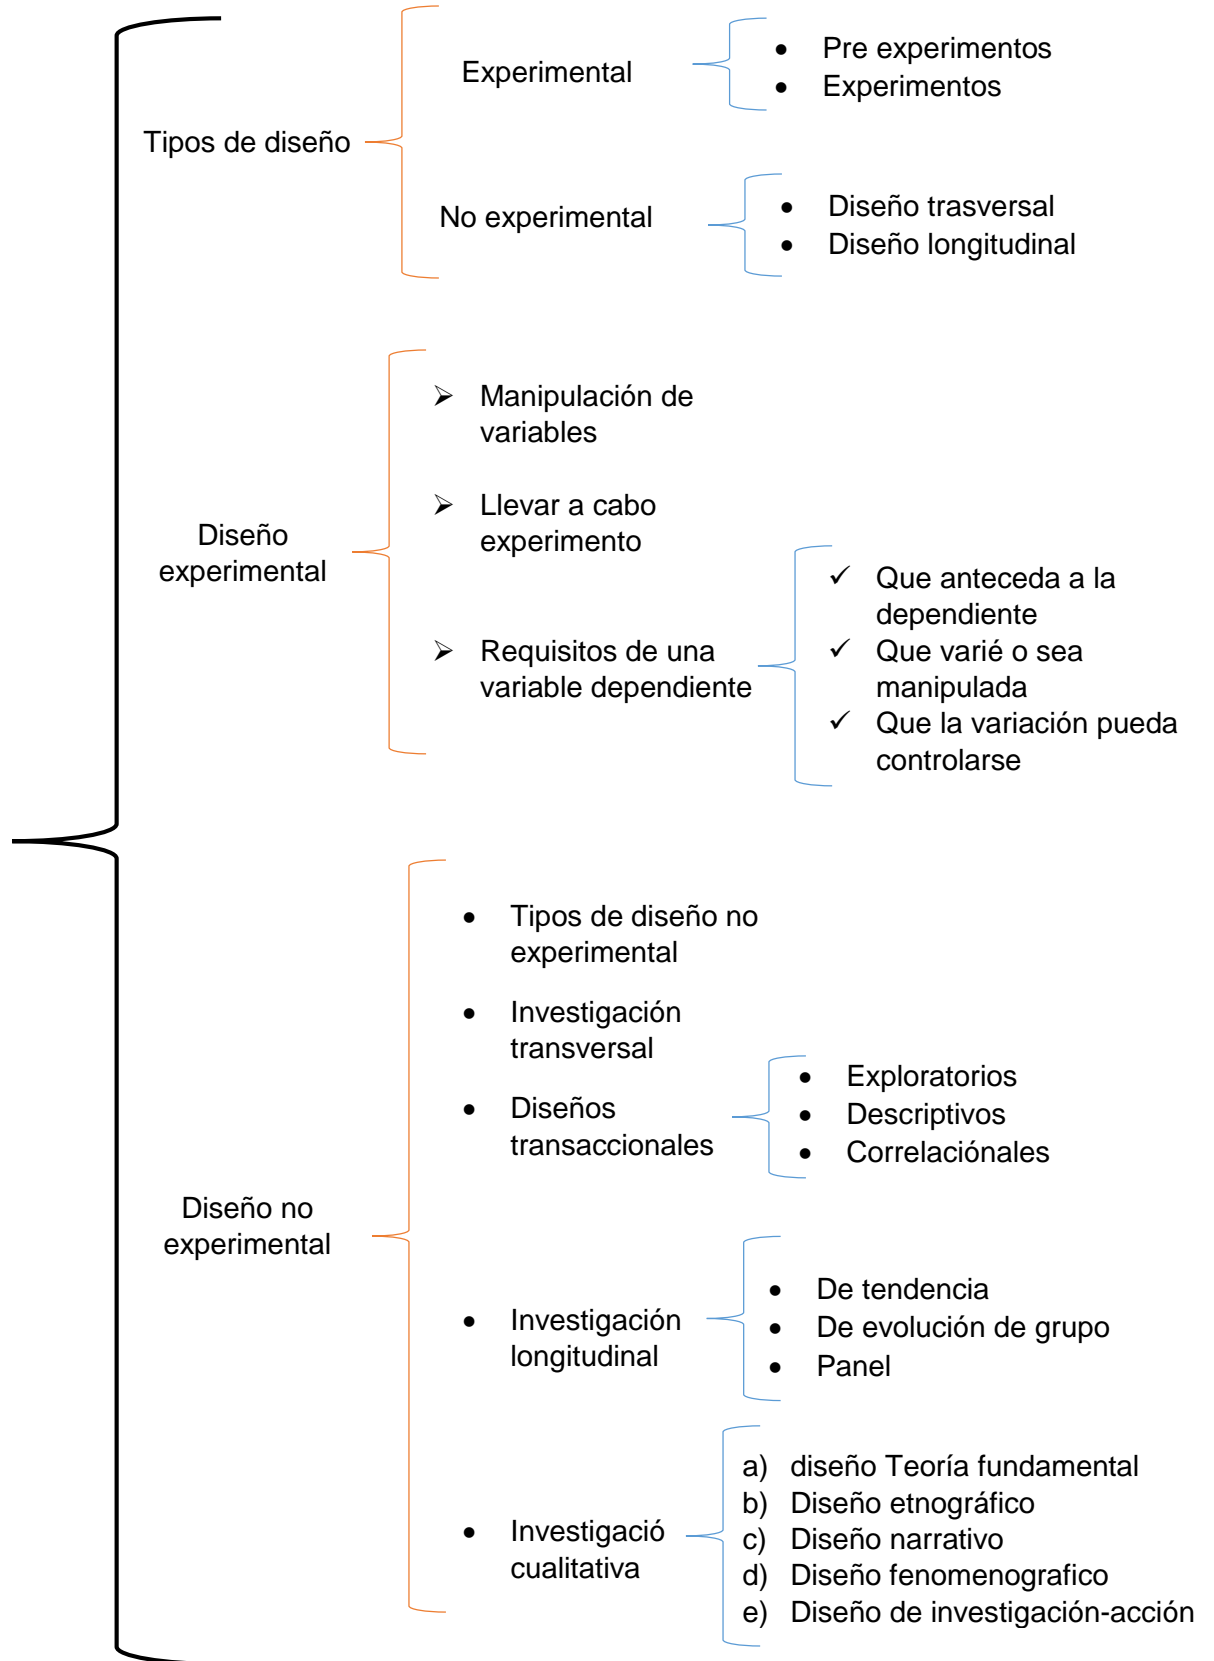 Tipos de diseño
Experimental
• Pre experimentos
• Experimentos
No experimental
• Diseño trasversal
• Diseño longitudinal
Diseño
experimental
➢ Manipulación de
variables
➢ Llevar a cabo
experimento
➢ Requisitos de una
variable dependiente
✓ Que anteceda a la
dependiente
✓ Que varié o sea
manipulada
✓ Que la variación pueda
controlarse
Diseño no
experimental
• Tipos de diseño no
experimental
• Investigación
transversal
• Diseños
transaccionales
• Exploratorios
• Descriptivos
• Correlaciónales
• Investigación
longitudinal
• De tendencia
• De evolución de grupo
• Panel
• Investigació
cualitativa
a) diseño Teoría fundamental
b) Diseño etnográfico
c) Diseño narrativo
d) Diseño fenomenografico
e) Diseño de investigación-acción